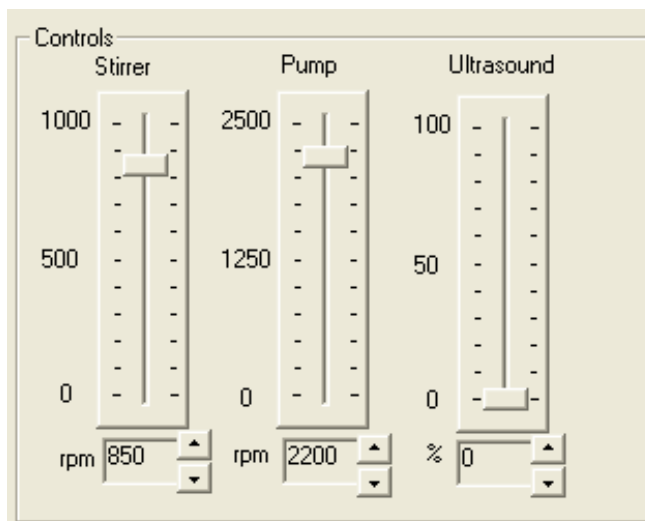 Controls
Stirrer Pump Ultrasound
1000 2500 100
500 1250 50
0 0 0
rpm 850 rpm 2200 % 0